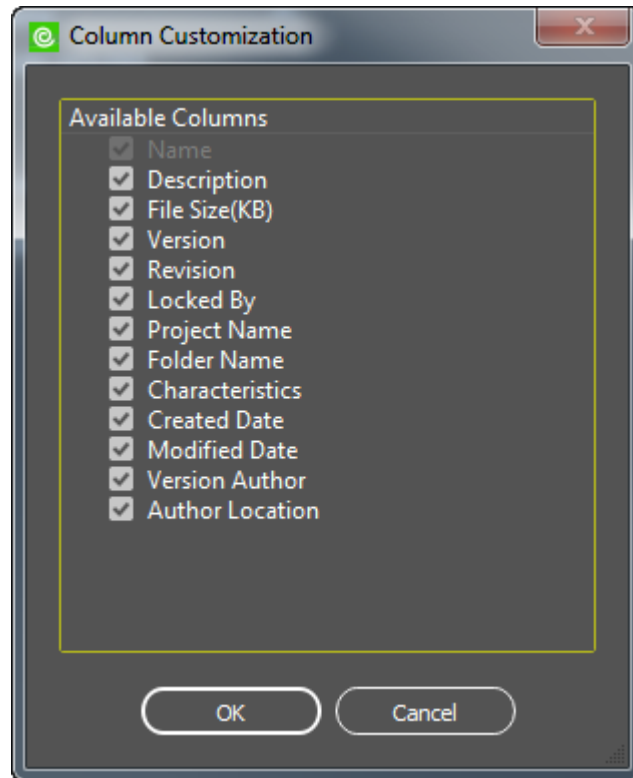 Column Customization
Available Columns
Name
Description
File Size(KB)
Version
Revision
Locked By
Project Name
Folder Name
Characteristics
Created Date
Modified Date
Version Author
Author Location
OK
Cancel